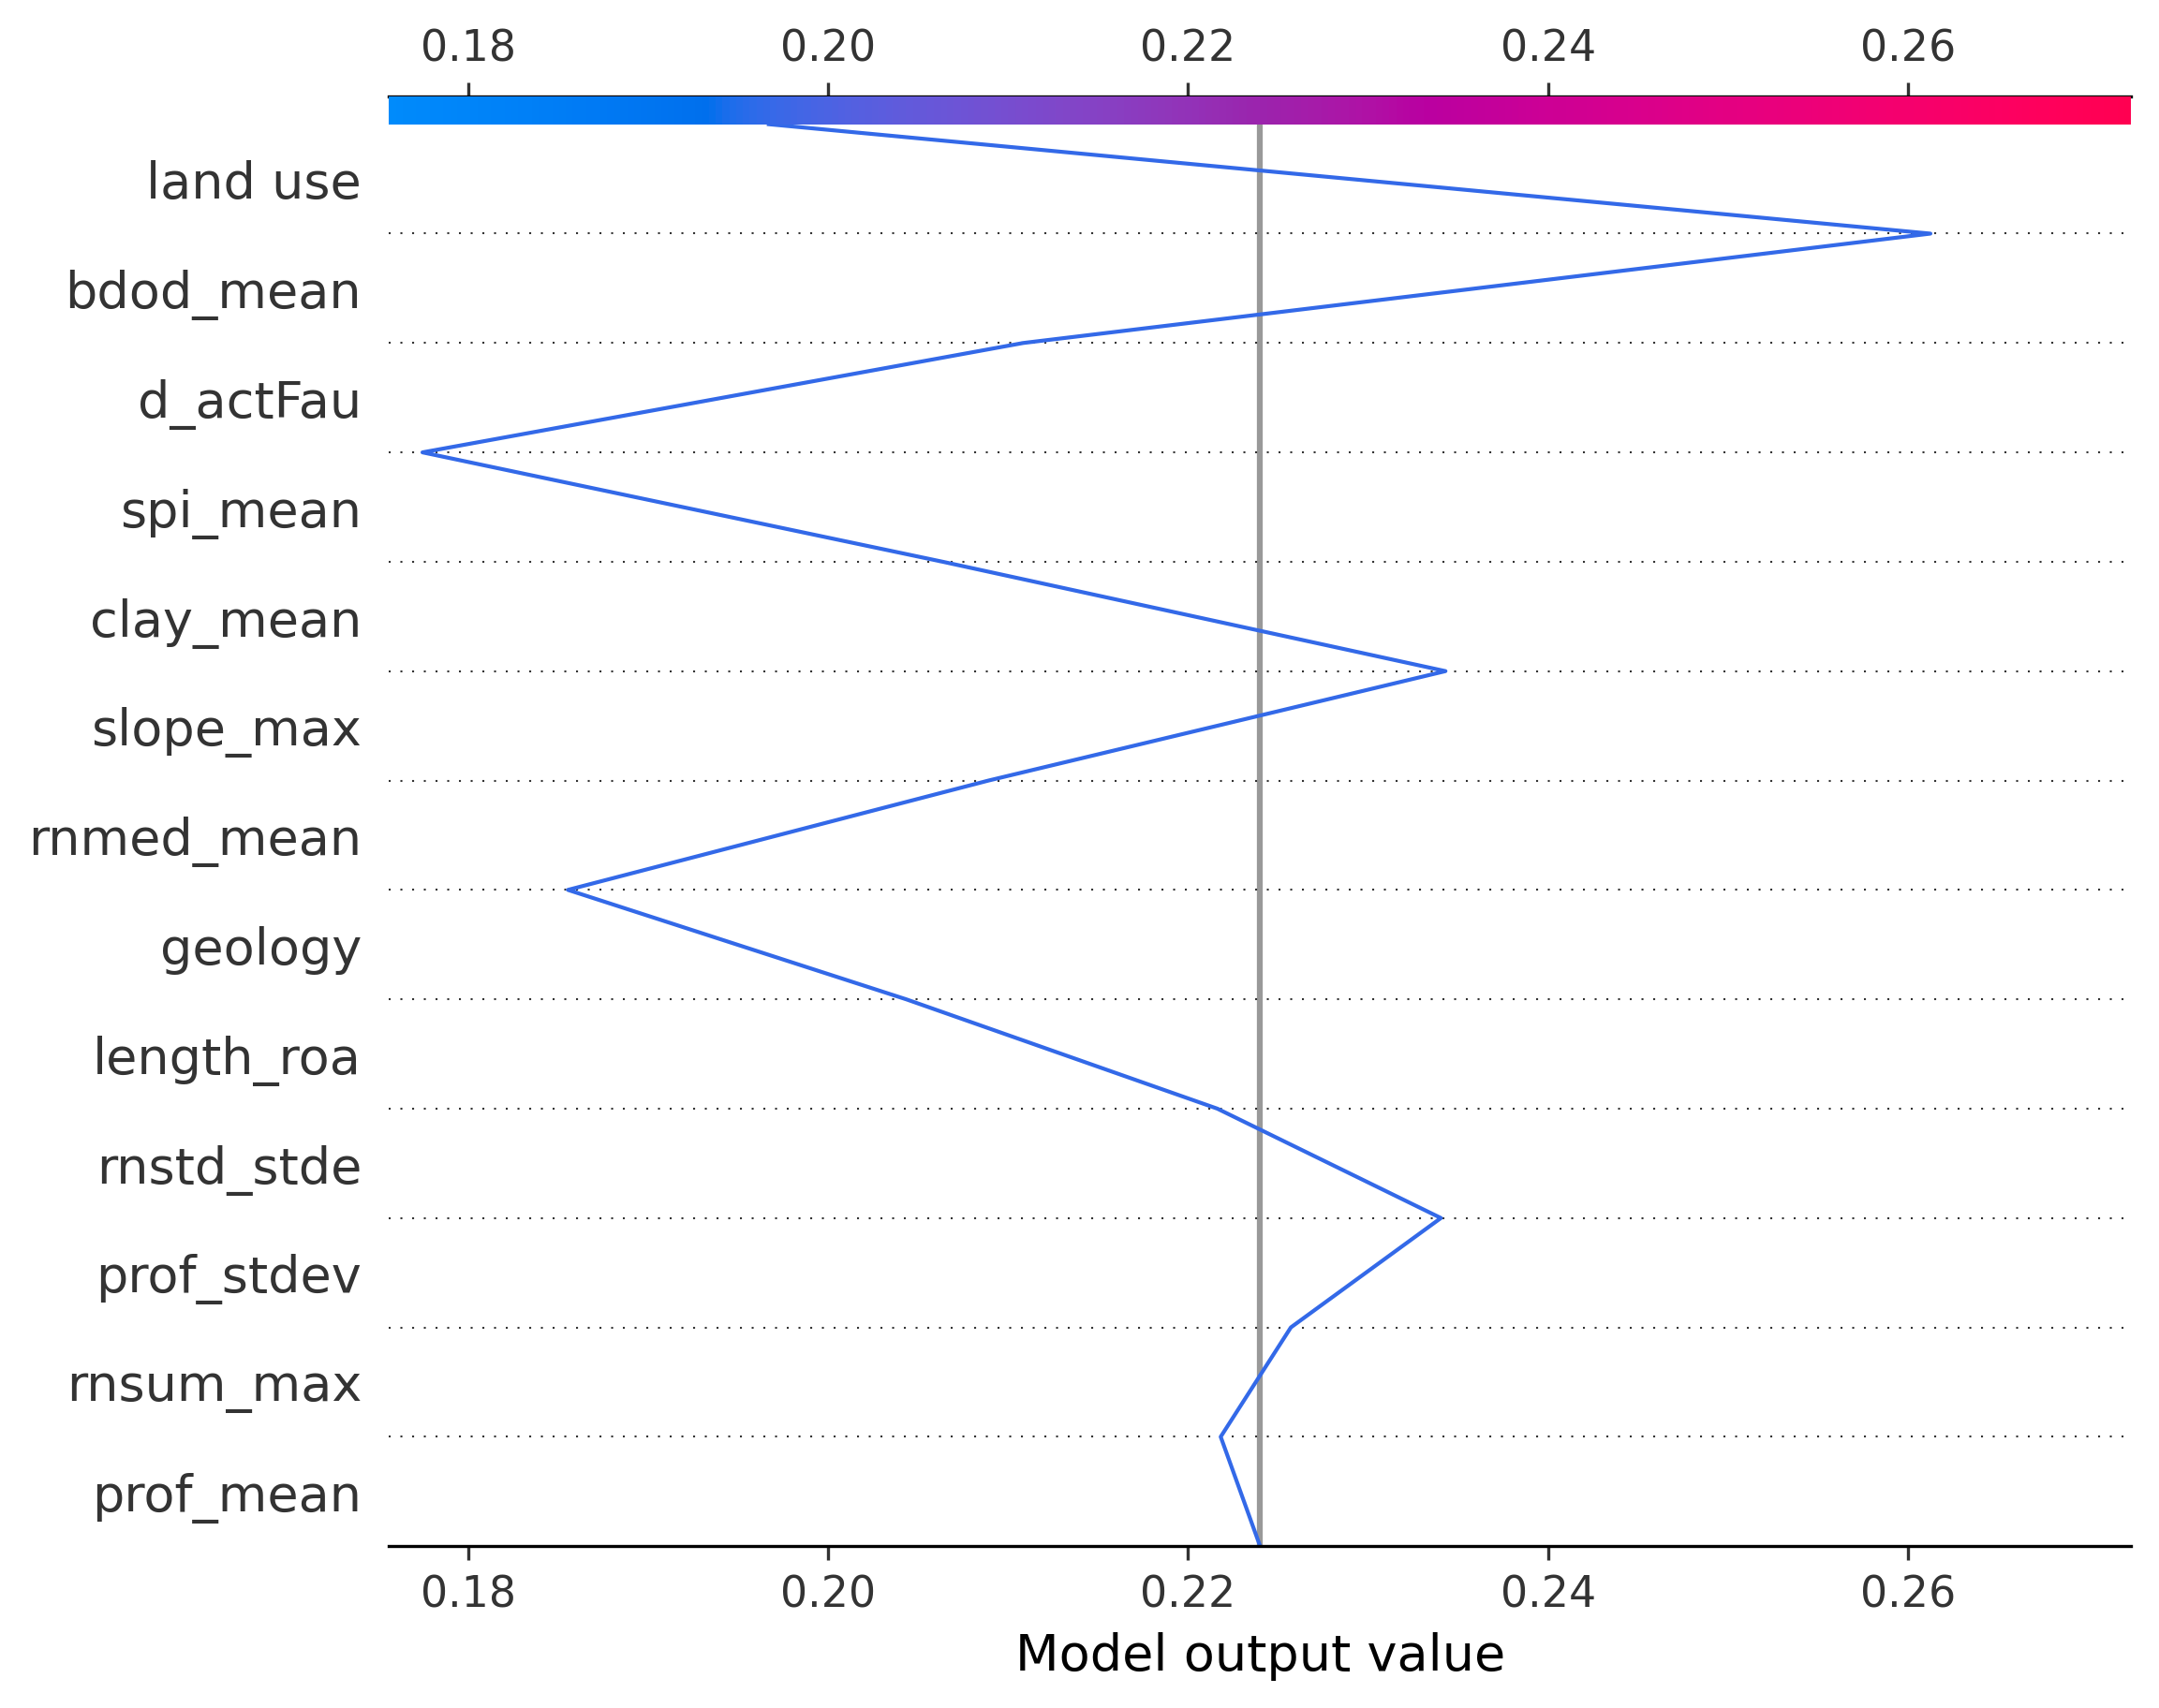 0.18 0.20 0.22 0.24 0.26
land use
bdod_mean
d_actFau
spi_mean
clay_mean
slope_max
rnmed_mean
geology
length_roa
rnstd_stde
prof_stdev
rnsum_max
prof_mean
0.18 0.20 0.22 0.24 0.26
Model output value